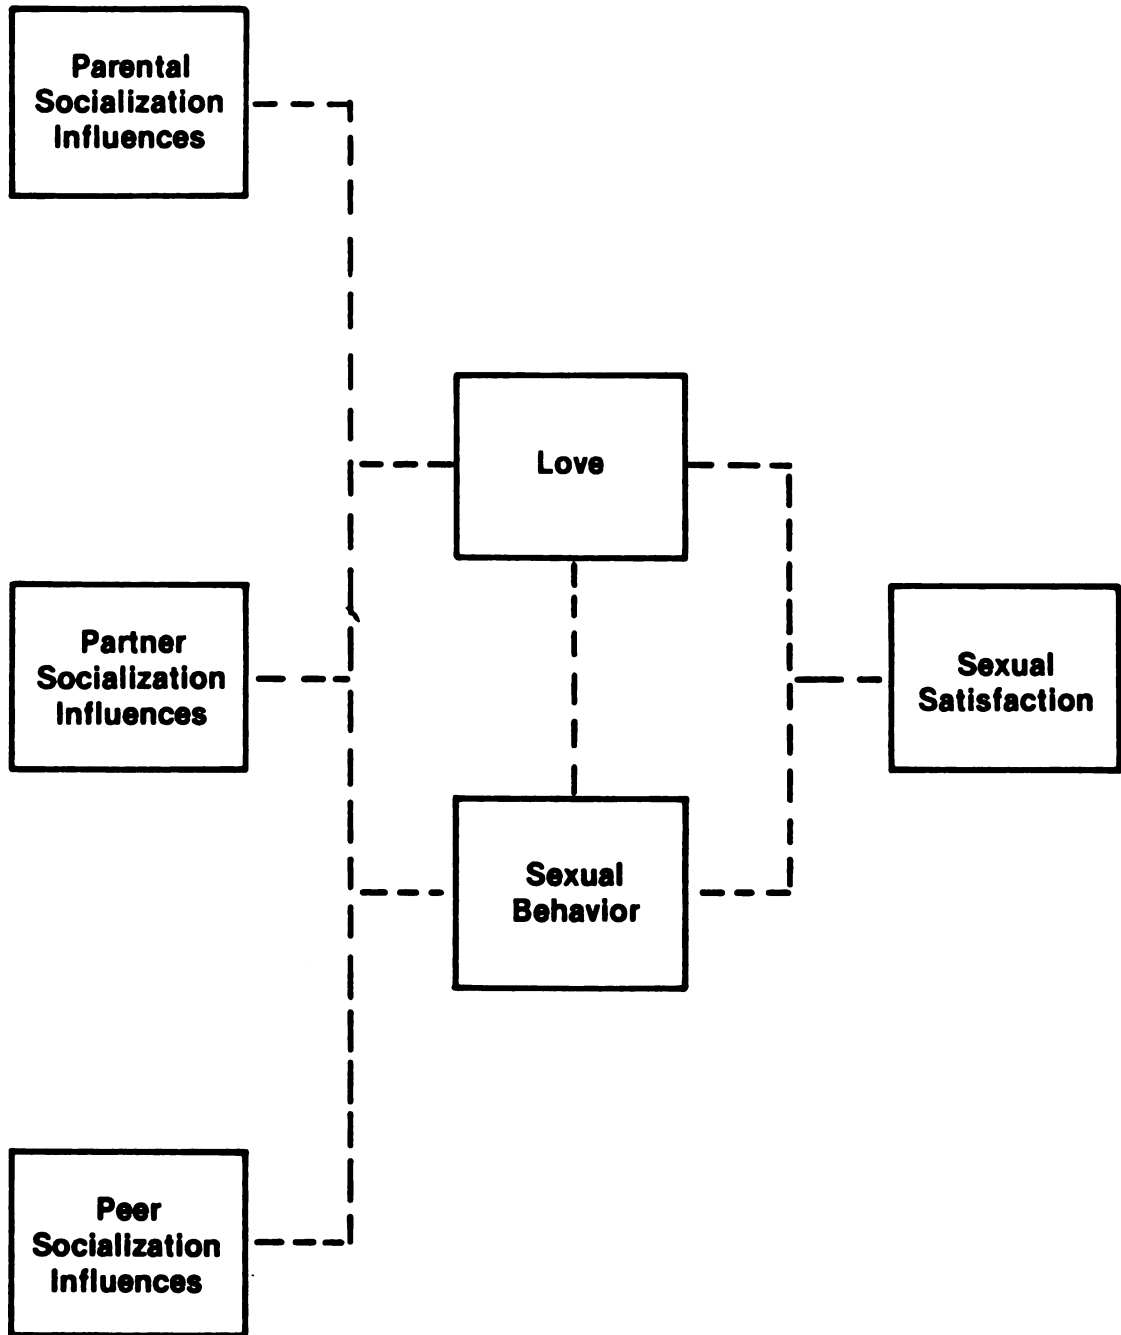 Parental
Socialization
Influences
Love
Partner
Socialization
Influences
Sexual
Satisfaction
Sexual
Behavior
Peer
Socialization
Influences